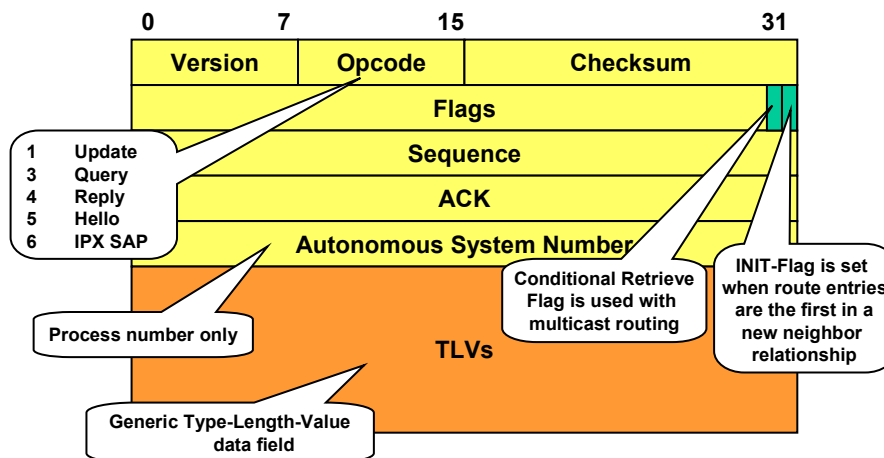 0 7 15 31
Version Opcode Checksum
Flags
1 Update
3 Query
4 Reply
5 Hello
6 IPX SAP
Sequence
ACK
Autonomous System Number
Conditional Retrieve
Flag is used with
multicast routing
INIT-Flag is set
when route entries
are the first in a
new neighbor
relationship
Process number only
TLVs
Generic Type-Length-Value
data field